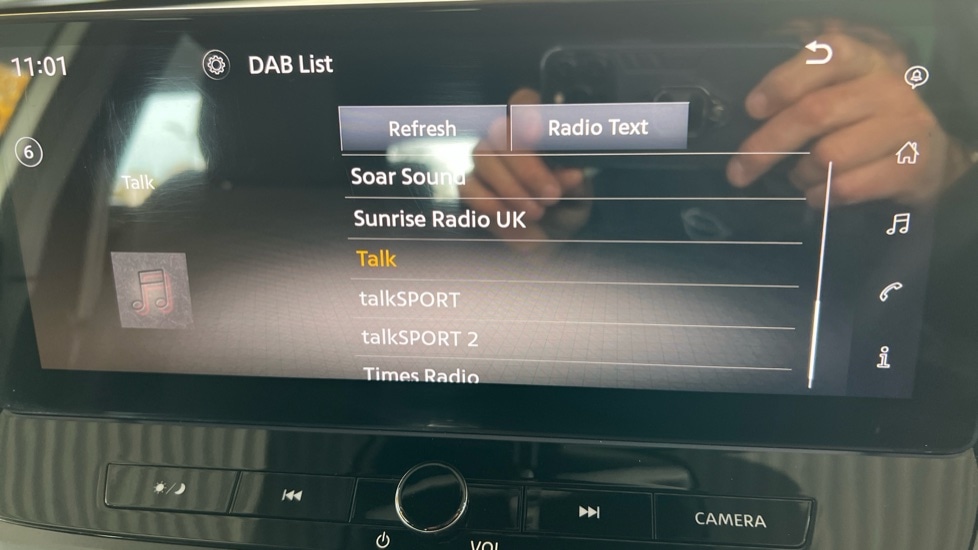 11:01
DAB List
Refresh
Radio Text
6
Talk
Soar Sound
Sunrise Radio UK
Talk
talkSPORT
talkSPORT 2
Times Radio
CAMERA
VOL